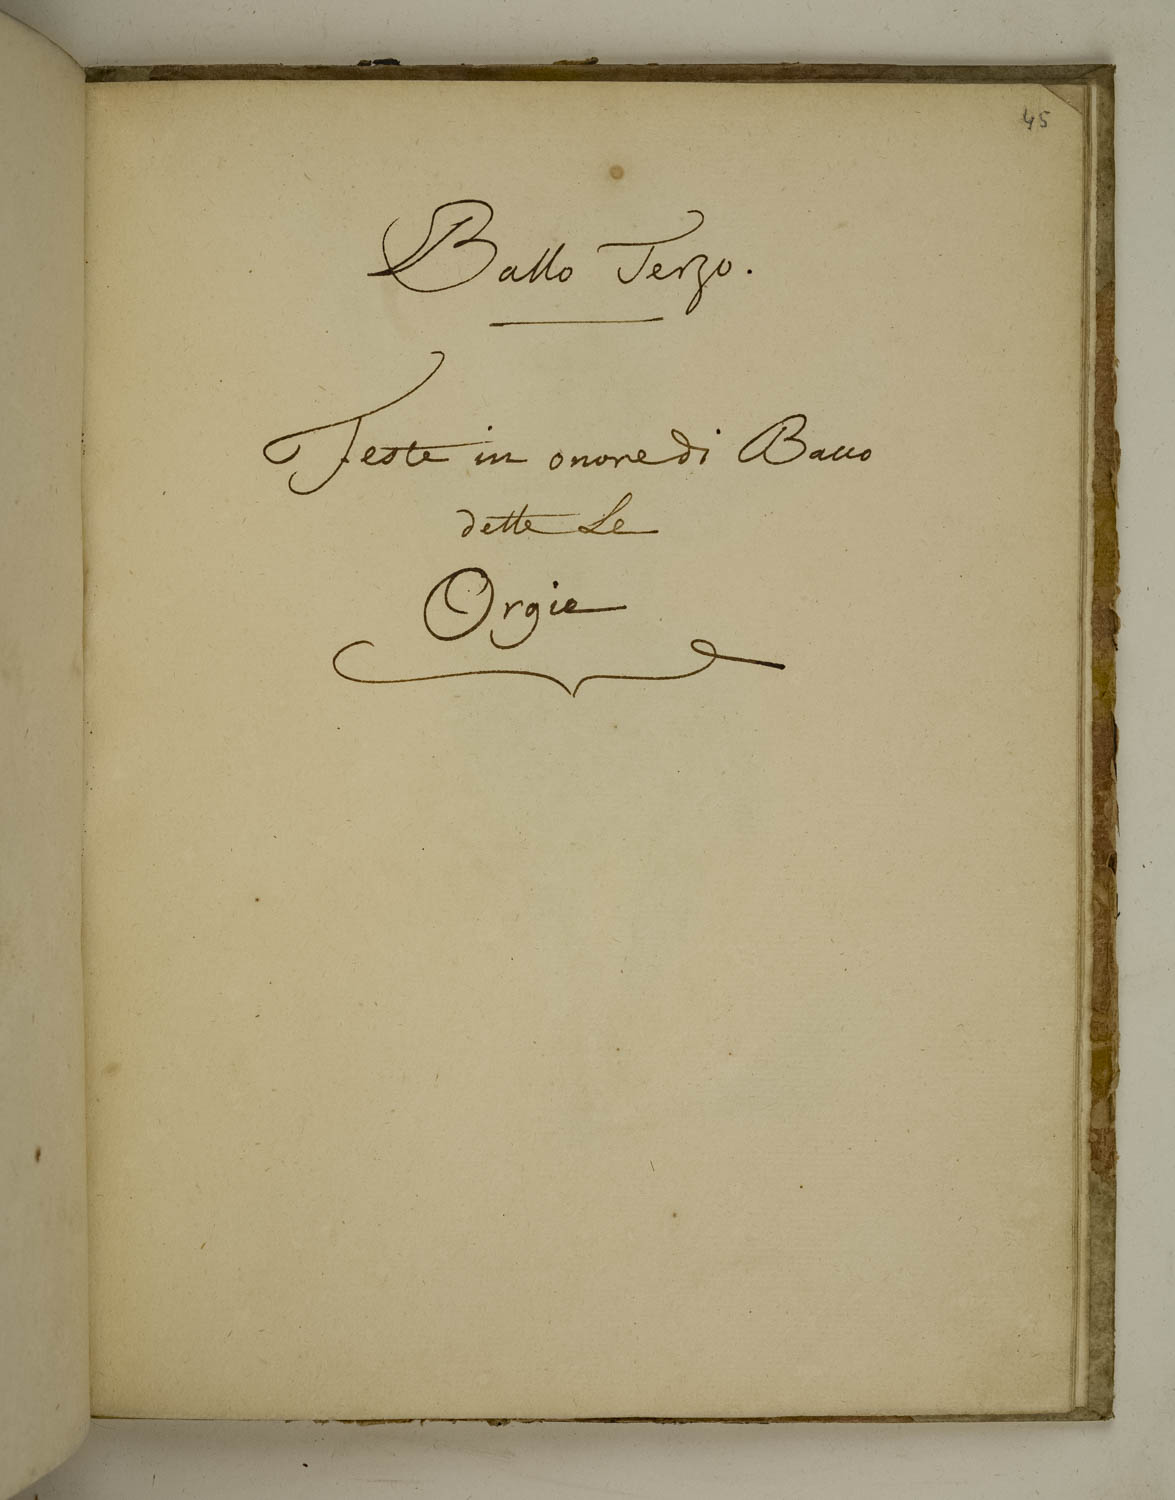 45
Ballo Terzo.
Feste in onore di Bacco
dette Le
Orgie